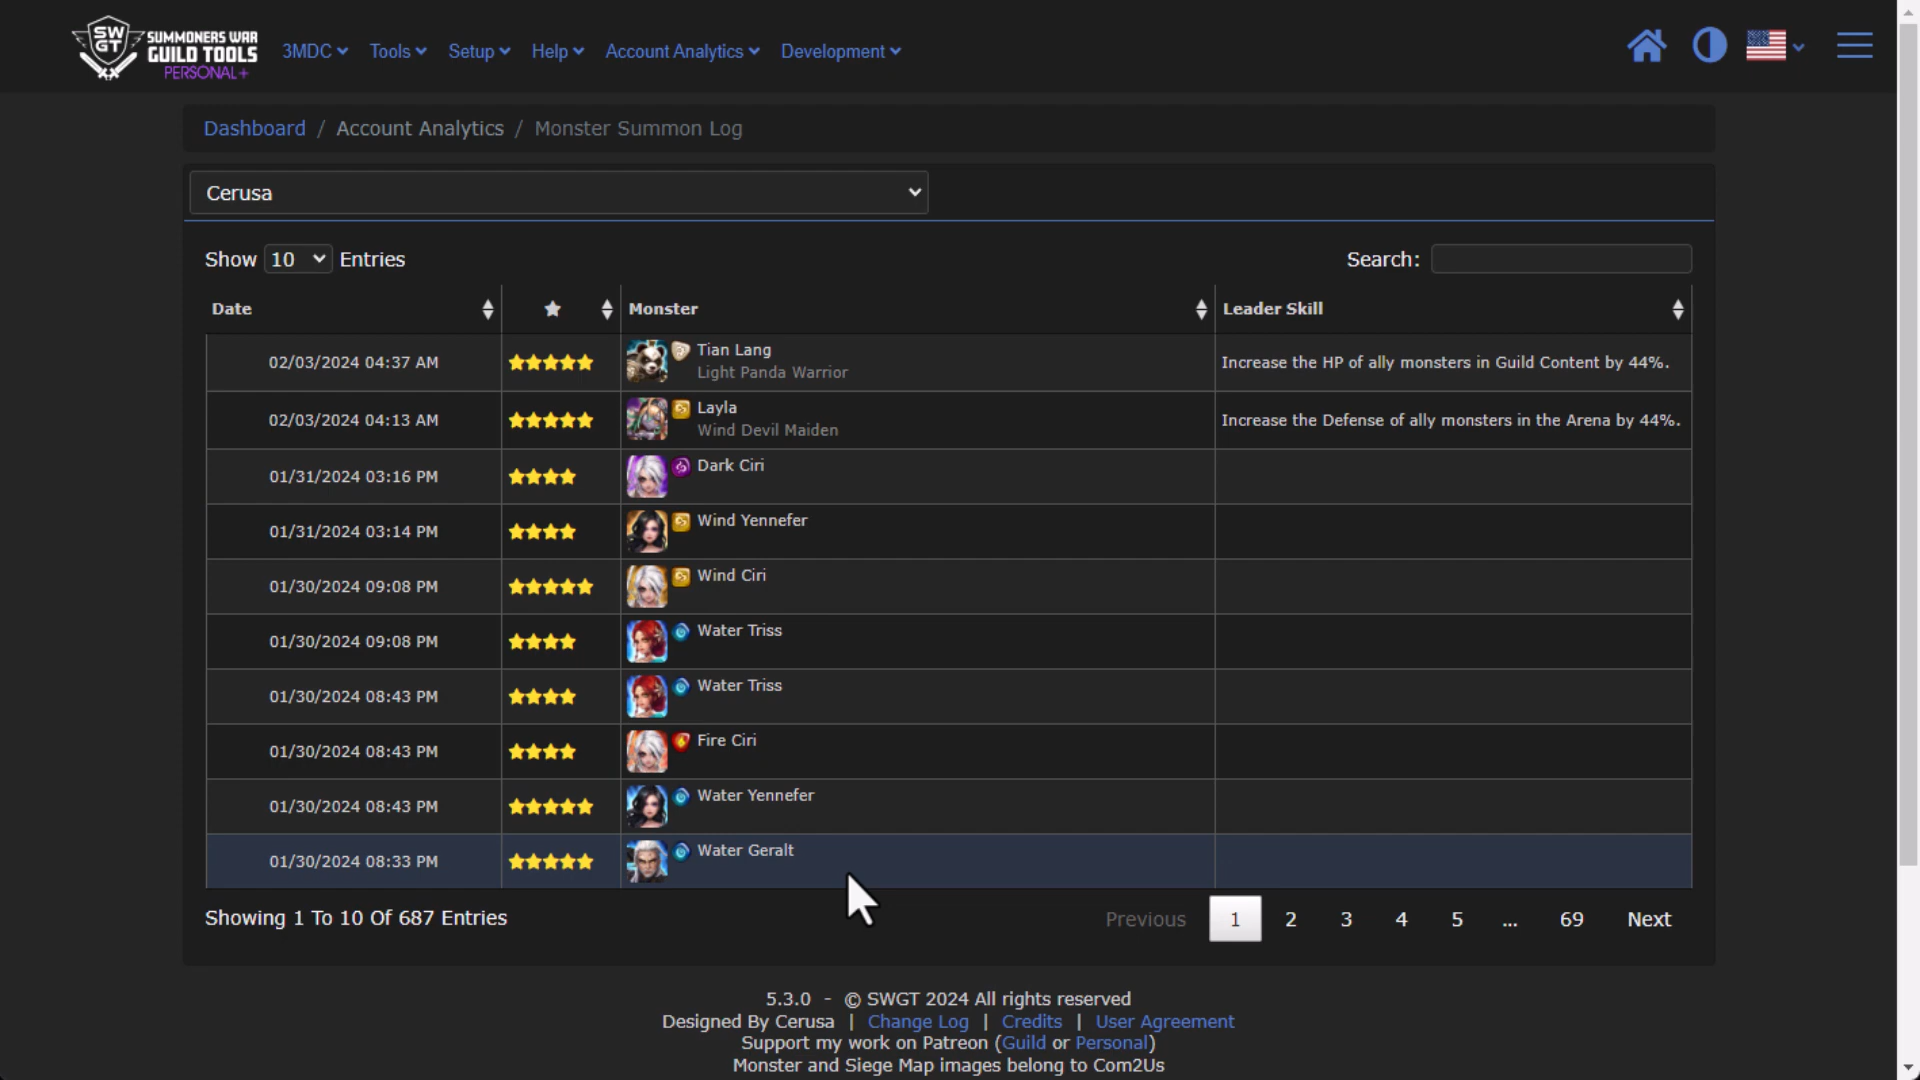 SW
GT
SUMMONERS WAR
GUILD TOOLS
PERSONAL+
3MDC Tools Setup Help Account Analytics Development
Dashboard / Account Analytics / Monster Summon Log
Cerusa
Show 10 Entries Search:
Date Monster Leader Skill
02/03/2024 04:37 AM Tian Lang Increase the HP of ally monsters in Guild Content by 44%.
Light Panda Warrior
02/03/2024 04:13 AM Layla Increase the Defense of ally monsters in the Arena by 44%.
Wind Devil Maiden
01/31/2024 03:16 PM Dark Ciri
01/31/2024 03:14 PM Wind Yennefer
01/30/2024 09:08 PM Wind Ciri
01/30/2024 09:08 PM Water Triss
01/30/2024 08:43 PM Water Triss
01/30/2024 08:43 PM Fire Ciri
01/30/2024 08:43 PM Water Yennefer
01/30/2024 08:33 PM Water Geralt
Showing 1 To 10 Of 687 Entries Previous 1 2 3 4 5 ... 69 Next
5.3.0 - © SWGT 2024 All rights reserved
Designed By Cerusa | Change Log | Credits | User Agreement
Support my work on Patreon (Guild or Personal)
Monster and Siege Map images belong to Com2Us